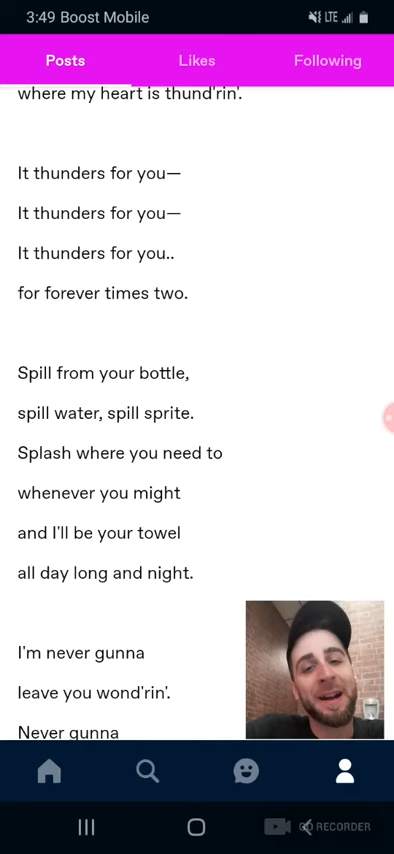 3:49 Boost Mobile
LTE
Posts
Likes
Following
where my heart is thund'rin'.
It thunders for you—
It thunders for you—
It thunders for you..
for forever times two.
Spill from your bottle,
spill water, spill sprite.
Splash where you need to
whenever you might
and I'll be your towel
all day long and night.
I'm never gunna
leave you wond'rin'.
Never gunna
GO RECORDER